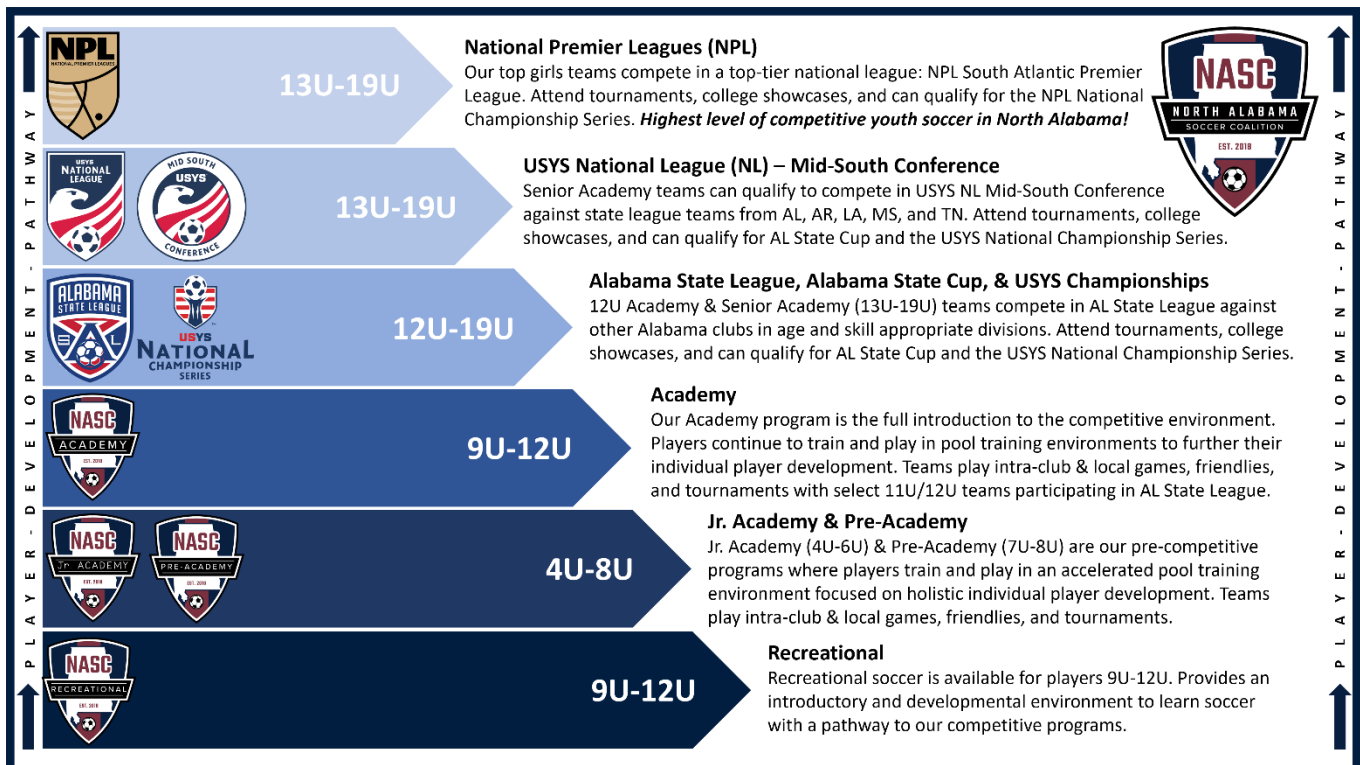 PLAYER-DEVELOPMENT-PATHWAY
NPL
NATIONAL PREMIER LEAGUES
13U-19U
National Premier Leagues (NPL)
Our top girls teams compete in a top-tier national league: NPL South Atlantic Premier
League. Attend tournaments, college showcases, and can qualify for the NPL National
Championship Series. Highest level of competitive youth soccer in North Alabama!
NASC
NORTH ALABAMA
SOCCER COALITION
EST. 2018
USYS
NATIONAL
LEAGUE
MID SOUTH
USYS
CONFERENCE
13U-19U
USYS National League (NL) – Mid-South Conference
Senior Academy teams can qualify to compete in USYS NL Mid-South Conference
against state league teams from AL, AR, LA, MS, and TN. Attend tournaments, college
showcases, and can qualify for AL State Cup and the USYS National Championship Series.
ALABAMA
STATE LEAGUE
S A L
USYS
NATIONAL
CHAMPIONSHIP
SERIES
12U-19U
Alabama State League, Alabama State Cup, & USYS Championships
12U Academy & Senior Academy (13U-19U) teams compete in AL State League against
other Alabama clubs in age and skill appropriate divisions. Attend tournaments, college
showcases, and can qualify for AL State Cup and the USYS National Championship Series.
NASC
ACADEMY
EST. 2018
9U-12U
Academy
Our Academy program is the full introduction to the competitive environment.
Players continue to train and play in pool training environments to further their
individual player development. Teams play intra-club & local games, friendlies,
and tournaments with select 11U/12U teams participating in AL State League.
NASC
Jr. ACADEMY
EST. 2018
NASC
PRE-ACADEMY
EST. 2018
4U-8U
Jr. Academy & Pre-Academy
Jr. Academy (4U-6U) & Pre-Academy (7U-8U) are our pre-competitive
programs where players train and play in an accelerated pool training
environment focused on holistic individual player development. Teams
play intra-club & local games, friendlies, and tournaments.
NASC
RECREATIONAL
EST. 2018
9U-12U
Recreational
Recreational soccer is available for players 9U-12U. Provides an
introductory and developmental environment to learn soccer
with a pathway to our competitive programs.
PLAYER-DEVELOPMENT-PATHWAY